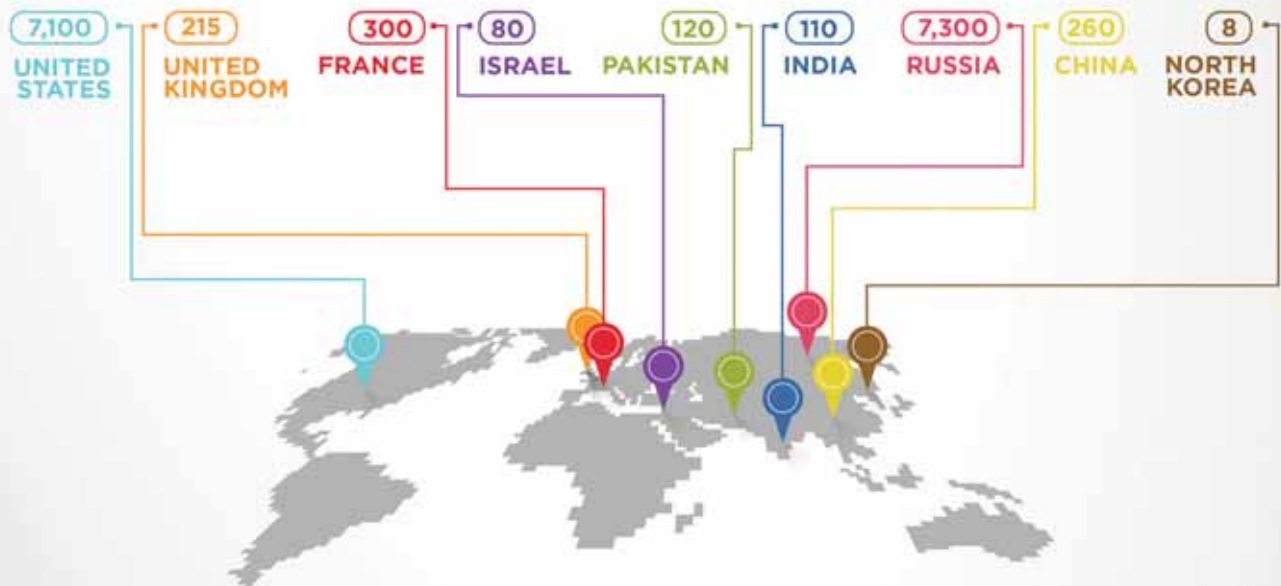 7,100
UNITED
STATES
215
UNITED
KINGDOM
300
FRANCE
80
ISRAEL
120
PAKISTAN
110
INDIA
7,300
RUSSIA
260
CHINA
8
NORTH
KOREA